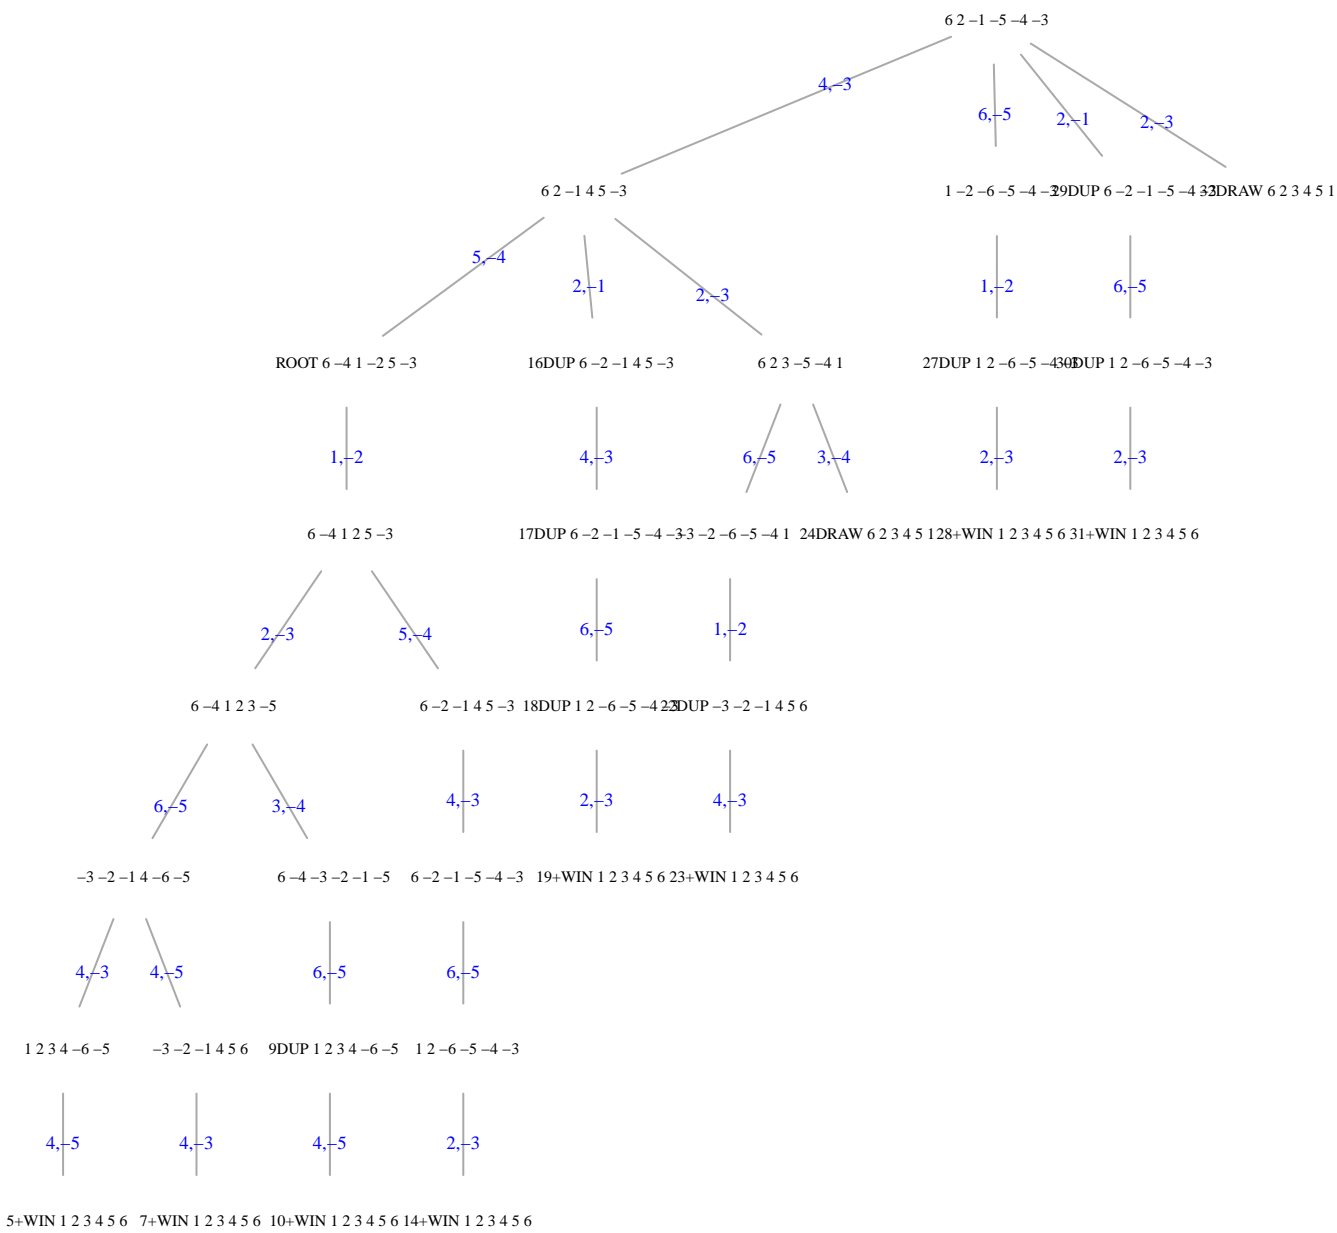 6 2 −1 −5 −4 −3
4,−3
6,−5
2,−1
2,−3
6 2 −1 4 5 −3
1 −2 −6 −5 −4 −3
29DUP 6 −2 −1 −5 −4 −3
32DRAW 6 2 3 4 5 1
5,−4
2,−1
2,−3
1,−2
6,−5
ROOT 6 −4 1 −2 5 −3
16DUP 6 −2 −1 4 5 −3
6 2 3 −5 −4 1
27DUP 1 2 −6 −5 −4 −3
30DUP 1 2 −6 −5 −4 −3
1,−2
4,−3
6,−5
3,−4
2,−3
2,−3
6 −4 1 2 5 −3
17DUP 6 −2 −1 −5 −4 −3
−3 −2 −6 −5 −4 1
24DRAW 6 2 3 4 5 1
28+WIN 1 2 3 4 5 6
31+WIN 1 2 3 4 5 6
2,−3
5,−4
6,−5
1,−2
6 −4 1 2 3 −5
6 −2 −1 4 5 −3
18DUP 1 2 −6 −5 −4 −3
22DUP −3 −2 −1 4 5 6
6,−5
3,−4
4,−3
2,−3
4,−3
−3 −2 −1 4 −6 −5
6 −4 −3 −2 −1 −5
6 −2 −1 −5 −4 −3
19+WIN 1 2 3 4 5 6
23+WIN 1 2 3 4 5 6
4,−3
4,−5
6,−5
6,−5
1 2 3 4 −6 −5
−3 −2 −1 4 5 6
9DUP 1 2 3 4 −6 −5
1 2 −6 −5 −4 −3
4,−5
4,−3
4,−5
2,−3
5+WIN 1 2 3 4 5 6
7+WIN 1 2 3 4 5 6
10+WIN 1 2 3 4 5 6
14+WIN 1 2 3 4 5 6